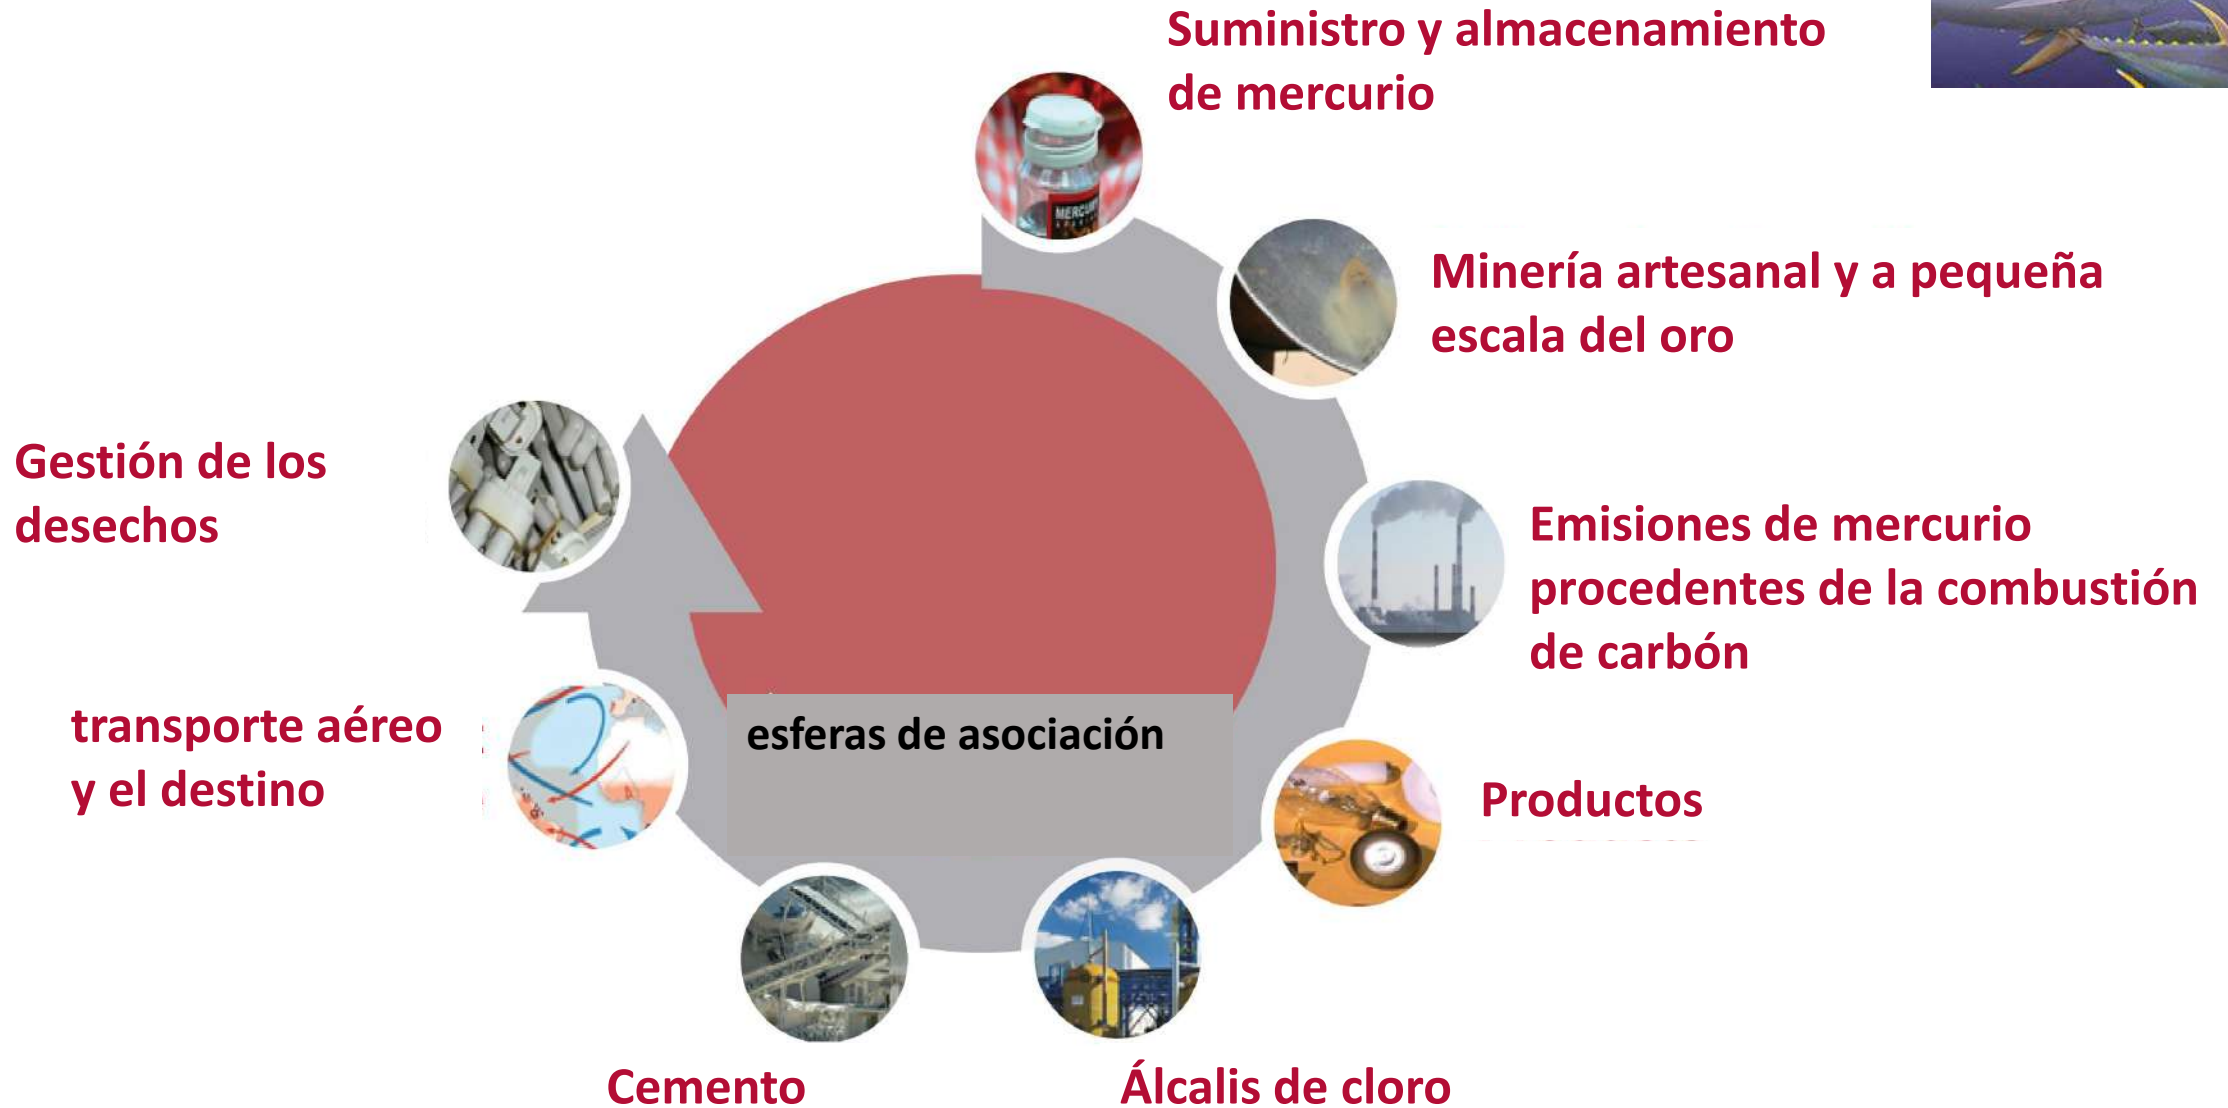 Suministro y almacenamiento
de mercurio
MERCURY
Minería artesanal y a pequeña
escala del oro
Gestión de los
desechos
Emisiones de mercurio
procedentes de la combustión
de carbón
transporte aéreo
y el destino
esferas de asociación
Productos
Cemento
Álcalis de cloro